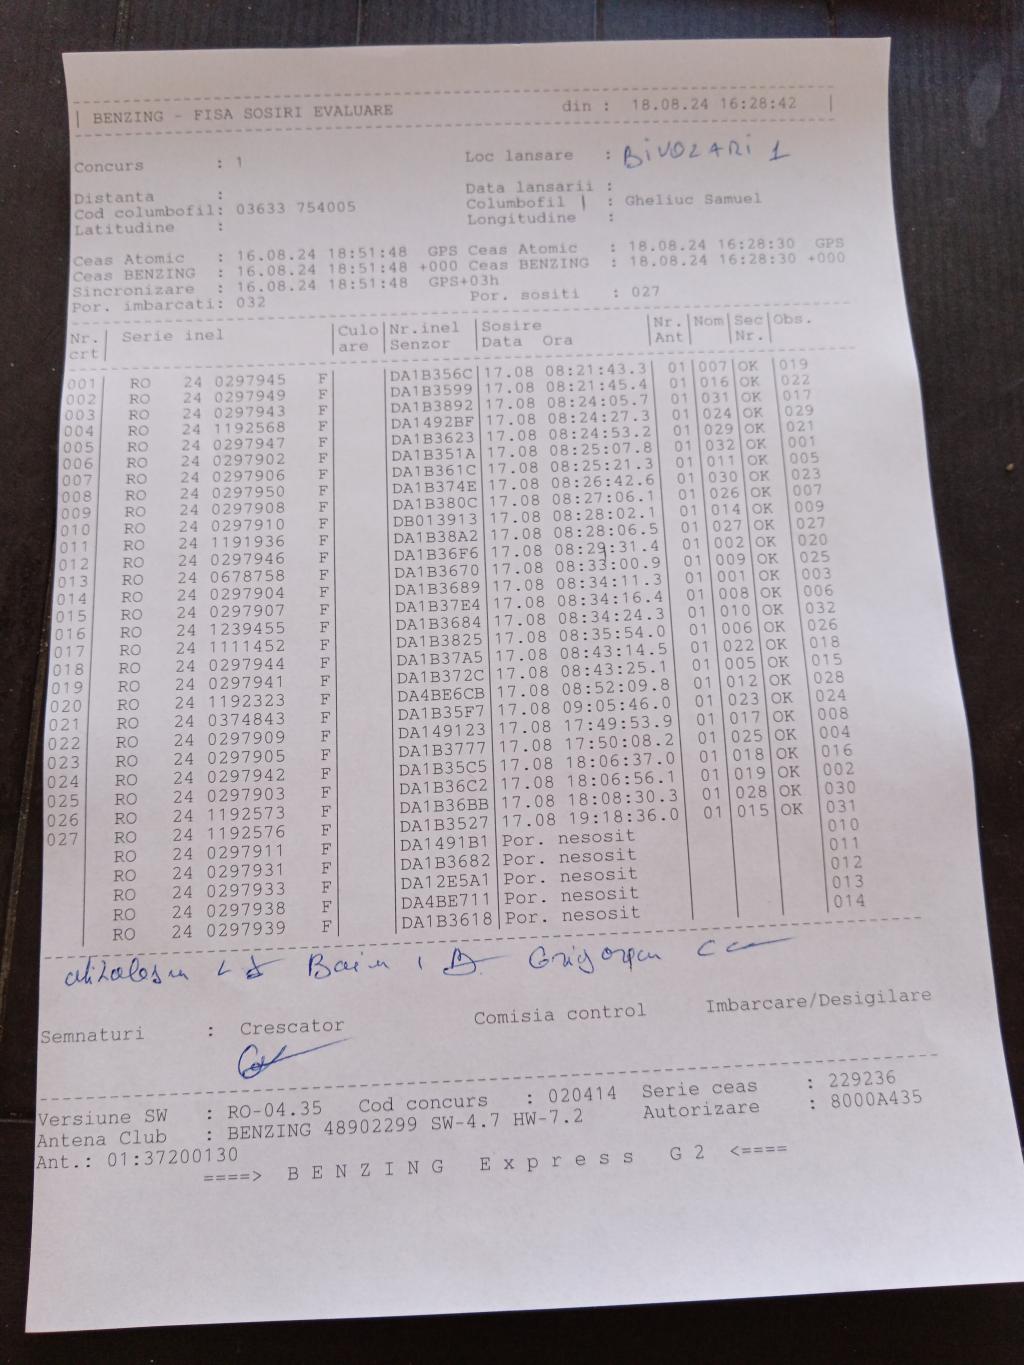 BENZING - FISA SOSIRI EVALUARE din : 18.08.24 16:28:42
Concurs : 1 Loc lansare : BIVOLARI 1
Distanta : Data lansarii :
Cod columbofil: 03633 754005 Columbofil : Gheliuc Samuel
Latitudine : Longitudine :
Ceas Atomic : 16.08.24 18:51:48 GPS Ceas Atomic : 18.08.24 16:28:30 GPS
Ceas BENZING : 16.08.24 18:51:48 +000 Ceas BENZING : 18.08.24 16:28:30 +000
Sincronizare : 16.08.24 18:51:48 GPS+03h
Por. imbarcati: 032 Por. sositi : 027
Nr. Serie inel Culo Nr.inel Sosire Nr. Nom Sec Obs.
crt are Senzor Data Ora Ant Nr.
001 RO 24 0297945 F DA1B356C 17.08 08:21:43.3 01 007 OK 019
002 RO 24 0297949 F DA1B3599 17.08 08:21:45.4 01 016 OK 022
003 RO 24 0297943 F DA1B3892 17.08 08:24:05.7 01 031 OK 017
004 RO 24 1192568 F DA1492BF 17.08 08:24:27.3 01 024 OK 029
005 RO 24 0297947 F DA1B3623 17.08 08:24:53.2 01 029 OK 021
006 RO 24 0297902 F DA1B351A 17.08 08:25:07.8 01 032 OK 001
007 RO 24 0297906 F DA1B361C 17.08 08:25:21.3 01 011 OK 005
008 RO 24 0297950 F DA1B374E 17.08 08:26:42.6 01 030 OK 023
009 RO 24 0297908 F DA1B380C 17.08 08:27:06.1 01 026 OK 007
010 RO 24 0297910 F DB013913 17.08 08:28:02.1 01 014 OK 009
011 RO 24 1191936 F DA1B38A2 17.08 08:28:06.5 01 027 OK 027
012 RO 24 0297946 F DA1B36F6 17.08 08:29:31.4 01 002 OK 020
013 RO 24 0678758 F DA1B3670 17.08 08:33:00.9 01 009 OK 025
014 RO 24 0297904 F DA1B3689 17.08 08:34:11.3 01 001 OK 003
015 RO 24 0297907 F DA1B37E4 17.08 08:34:16.4 01 008 OK 006
016 RO 24 1239455 F DA1B3684 17.08 08:34:24.3 01 010 OK 032
017 RO 24 1111452 F DA1B3825 17.08 08:35:54.0 01 006 OK 026
018 RO 24 0297944 F DA1B37A5 17.08 08:43:14.5 01 022 OK 018
019 RO 24 0297941 F DA1B372C 17.08 08:43:25.1 01 005 OK 015
020 RO 24 1192323 F DA4BE6CB 17.08 08:52:09.8 01 012 OK 028
021 RO 24 0374843 F DA1B35F7 17.08 09:05:46.0 01 023 OK 024
022 RO 24 0297909 F DA149123 17.08 17:49:53.9 01 017 OK 008
023 RO 24 0297905 F DA1B3777 17.08 17:50:08.2 01 025 OK 004
024 RO 24 0297942 F DA1B35C5 17.08 18:06:37.0 01 018 OK 016
025 RO 24 0297903 F DA1B36C2 17.08 18:06:56.1 01 019 OK 002
026 RO 24 1192573 F DA1B36BB 17.08 18:08:30.3 01 028 OK 030
027 RO 24 1192576 F DA1B3527 17.08 19:18:36.0 01 015 OK 031
RO 24 0297911 F DA1491B1 Por. nesosit 010
RO 24 0297931 F DA1B3682 Por. nesosit 011
RO 24 0297933 F DA12E5A1 Por. nesosit 012
RO 24 0297938 F DA4BE711 Por. nesosit 013
RO 24 0297939 F DA1B3618 Por. nesosit 014
Semnaturi : Crescator Comisia control Imbarcare/Desigilare
Versiune SW : RO-04.35 Cod concurs : 020414 Serie ceas : 229236
Antena Club : BENZING 48902299 SW-4.7 HW-7.2 Autorizare : 8000A435
Ant.: 01:37200130
====> BENZING Express G2 <====